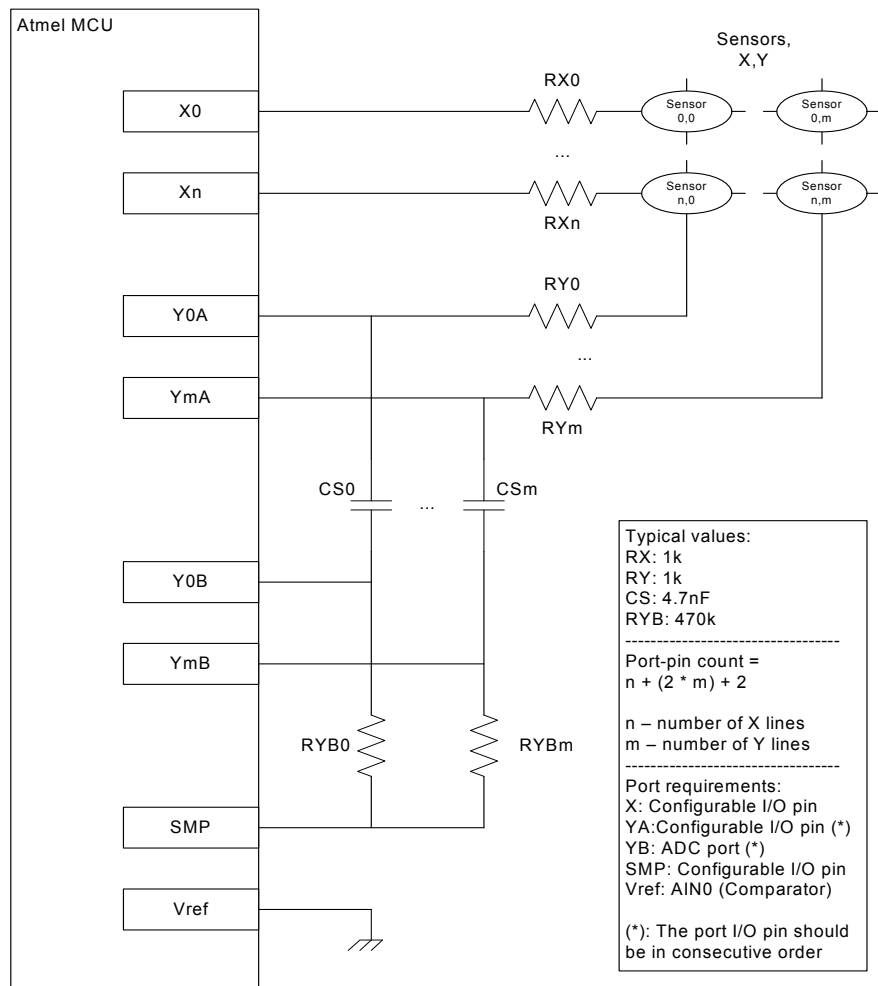 Atmel MCU
Sensors,
X,Y
X0
RX0
Sensor
0,0
Sensor
0,m
...
Xn
RXn
Sensor
n,0
Sensor
n,m
Y0A
RY0
...
YmA
RYm
CS0
...
CSm
Y0B
YmB
RYB0
RYBm
SMP
Vref
Typical values:
RX: 1k
RY: 1k
CS: 4.7nF
RYB: 470k
----------------------------------
Port-pin count =
n + (2 * m) + 2
n – number of X lines
m – number of Y lines
----------------------------------
Port requirements:
X: Configurable I/O pin
YA:Configurable I/O pin (*)
YB: ADC port (*)
SMP: Configurable I/O pin
Vref: AIN0 (Comparator)
(*): The port I/O pin should
be in consecutive order